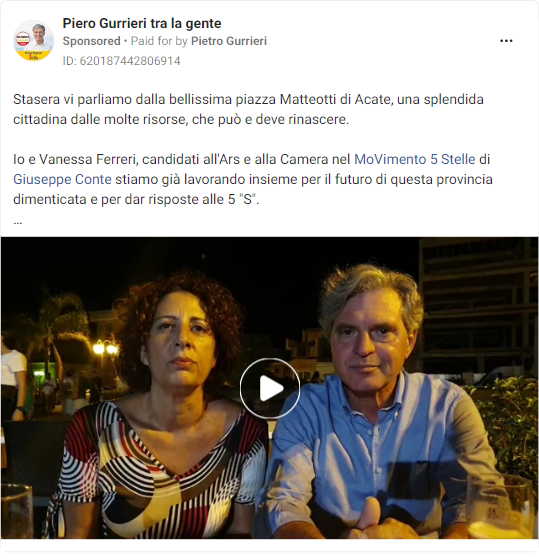 Piero Gurrieri tra la gente
Sponsored • Paid for by Pietro Gurrieri
ID: 620187442806914
Stasera vi parliamo dalla bellissima piazza Matteotti di Acate, una splendida
cittadina dalle molte risorse, che può e deve rinascere.
Io e Vanessa Ferreri, candidati all'Ars e alla Camera nel MoVimento 5 Stelle di
Giuseppe Conte stiamo già lavorando insieme per il futuro di questa provincia
dimenticata e per dar risposte alle 5 "S".
...